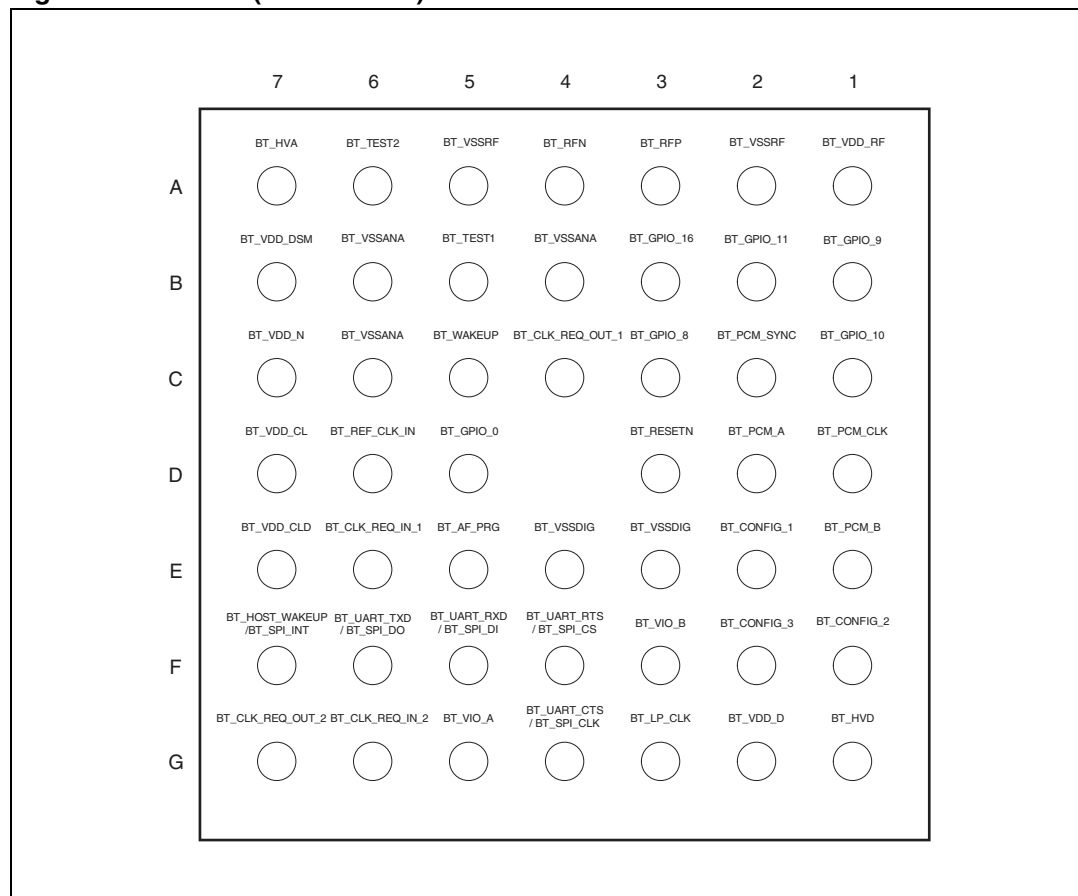 7 6 5 4 3 2 1
BT_HVA BT_TEST2 BT_VSSRF BT_RFN BT_RFP BT_VSSRF BT_VDD_RF
A
BT_VDD_DSM BT_VSSANA BT_TEST1 BT_VSSANA BT_GPIO_16 BT_GPIO_11 BT_GPIO_9
B
BT_VDD_N BT_VSSANA BT_WAKEUP BT_CLK_REQ_OUT_1 BT_GPIO_8 BT_PCM_SYNC BT_GPIO_10
C
BT_VDD_CL BT_REF_CLK_IN BT_GPIO_0 BT_RESETN BT_PCM_A BT_PCM_CLK
D
BT_VDD_CLD BT_CLK_REQ_IN_1 BT_AF_PRG BT_VSSDIG BT_VSSDIG BT_CONFIG_1 BT_PCM_B
E
BT_HOST_WAKEUP BT_UART_TXD BT_UART_RXD BT_UART_RTS BT_VIO_B BT_CONFIG_3 BT_CONFIG_2
/BT_SPI_INT / BT_SPI_DO / BT_SPI_DI / BT_SPI_CS
F
BT_CLK_REQ_OUT_2 BT_CLK_REQ_IN_2 BT_VIO_A BT_UART_CTS BT_LP_CLK BT_VDD_D BT_HVD
/ BT_SPI_CLK
G